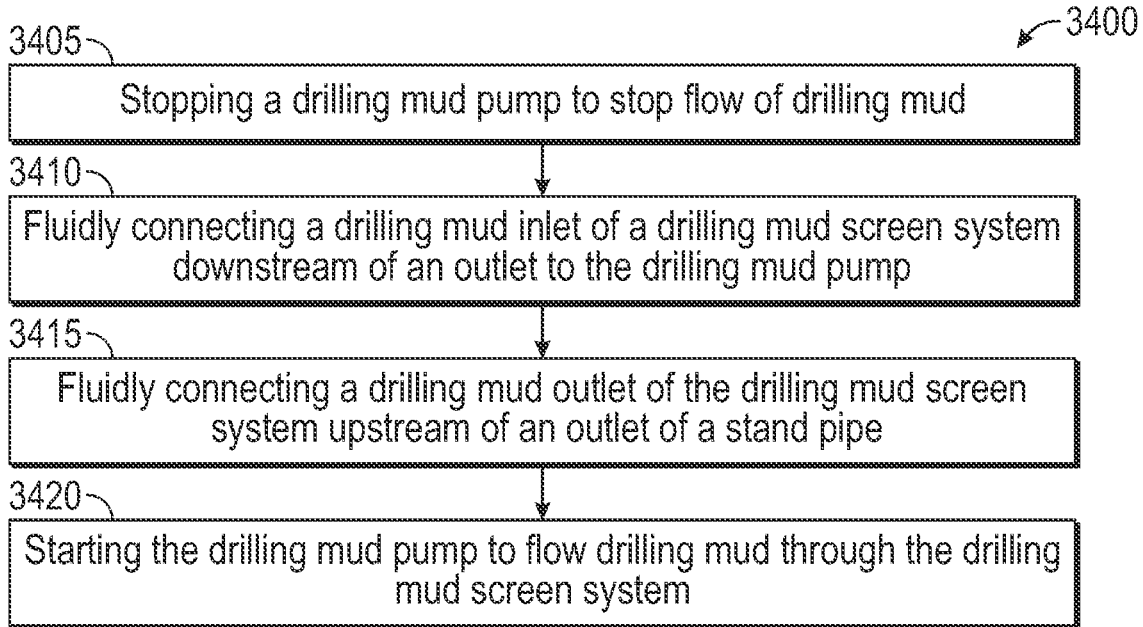 3400
3405
Stopping a drilling mud pump to stop flow of drilling mud
3410
Fluidly connecting a drilling mud inlet of a drilling mud screen system
downstream of an outlet to the drilling mud pump
3415
Fluidly connecting a drilling mud outlet of the drilling mud screen
system upstream of an outlet of a stand pipe
3420
Starting the drilling mud pump to flow drilling mud through the drilling
mud screen system